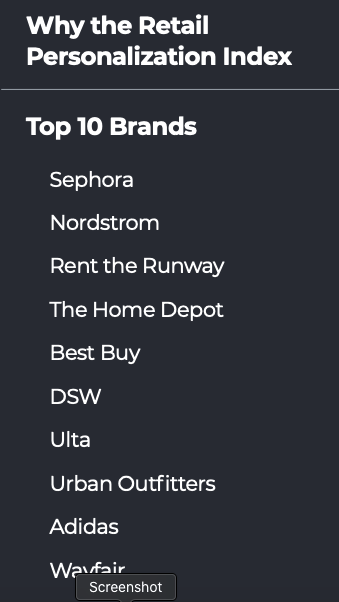 Why the Retail
Personalization Index
Top 10 Brands
Sephora
Nordstrom
Rent the Runway
The Home Depot
Best Buy
DSW
Ulta
Urban Outfitters
Adidas
Wayfair
Screenshot